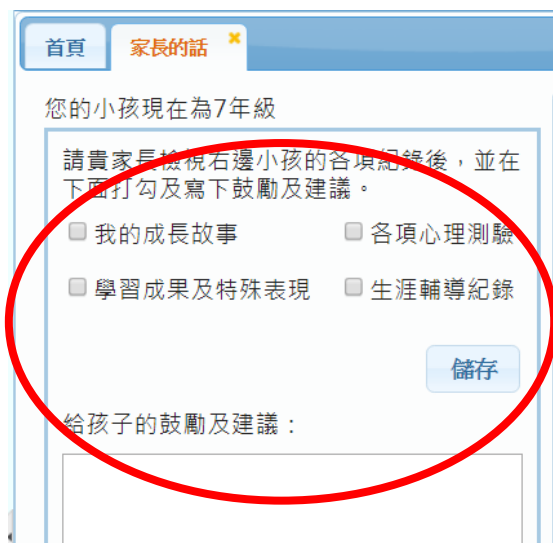 首頁 家長的話
您的小孩現在為7年級
請貴家長檢視右邊小孩的各項紀錄後，並在
下面打勾及寫下鼓勵及建議。
我的成長故事 各項心理測驗
學習成果及特殊表現 生涯輔導紀錄
儲存
給孩子的鼓勵及建議：